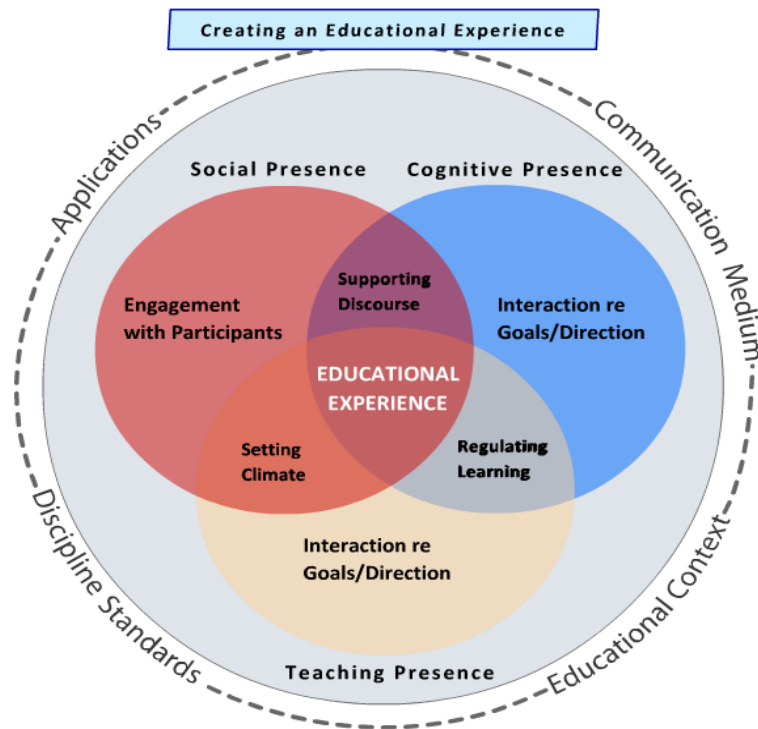 Creating an Educational Experience
Applications
Communication Medium
Social Presence
Cognitive Presence
Supporting
Discourse
Engagement
with Participants
Interaction re
Goals/Direction
EDUCATIONAL
EXPERIENCE
Setting
Climate
Regulating
Learning
Interaction re
Goals/Direction
Teaching Presence
Discipline Standards
Educational Context